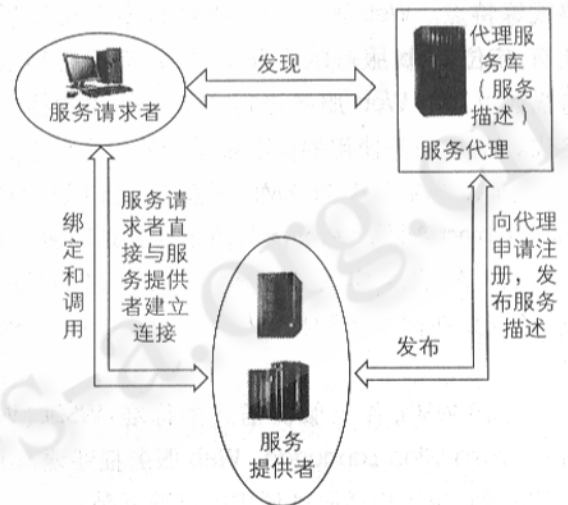 服务请求者
发现
代理服
务库
（服务
描述）
服务代理
绑
定
和
调
用
服务请
求者直
接与服
务提供
者建立
连接
向代理
申请注
册，发
布服务
描述
发布
服务
提供者